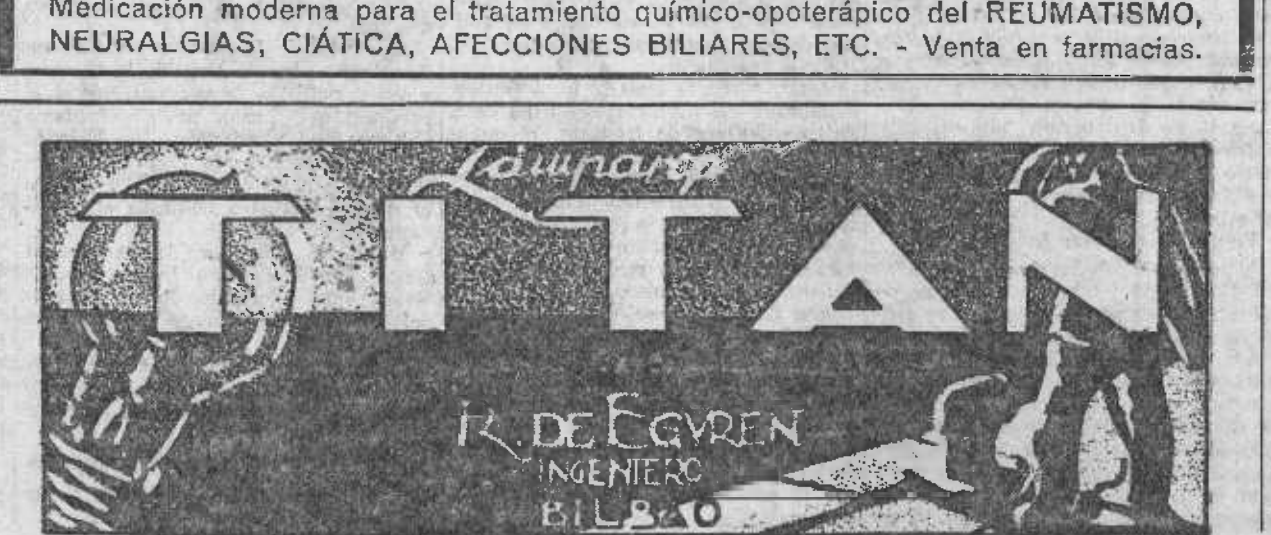 Medicación moderna para el tratamiento químico-opoterápico del REUMATISMO,
NEURALGIAS, CIÁTICA, AFECCIONES BILIARES, ETC. - Venta en farmacias.
Lámpara
TITAN
R. DE EGVREN
INGENIERO
BILBAO